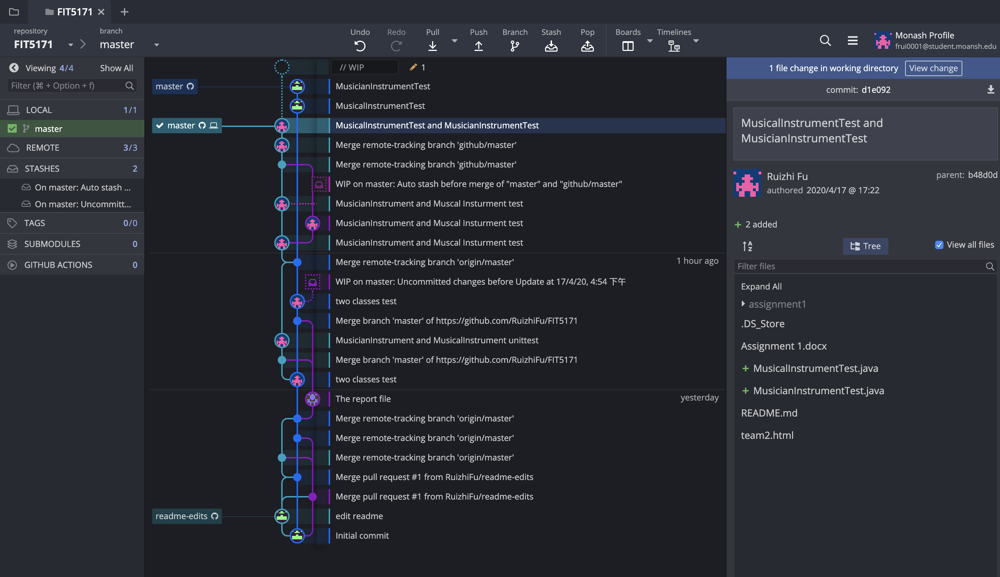 FIT5171
repository
FIT5171
branch
master
Undo
Redo
Pull
Push
Branch
Stash
Pop
Boards
Timelines
Monash Profile
frui0001@student.moansh.edu
Viewing 4/4
Show All
Filter (⌘ + Option + f)
LOCAL 1/1
master
REMOTE 3/3
STASHES 2
On master: Auto stash ...
On master: Uncommitt...
TAGS 0/0
SUBMODULES 0
GITHUB ACTIONS 0
// WIP 1
master MusicianInstrumentTest
MusicalInstrumentTest
master MusicalInstrumentTest and MusicianInstrumentTest
Merge remote-tracking branch 'github/master'
Merge remote-tracking branch 'github/master'
WIP on master: Auto stash before merge of "master" and "github/master"
MusicianInstrument and Muscal Insturment test
MusicianInstrument and Muscal Insturment test
MusicianInstrument and Muscal Insturment test
Merge remote-tracking branch 'origin/master' 1 hour ago
WIP on master: Uncommitted changes before Update at 17/4/20, 4:54 下午
two classes test
Merge branch 'master' of https://github.com/RuizhiFu/FIT5171
MusicianInstrument and MusicalInstrument unittest
Merge branch 'master' of https://github.com/RuizhiFu/FIT5171
two classes test
The report file yesterday
Merge remote-tracking branch 'origin/master'
Merge remote-tracking branch 'origin/master'
Merge remote-tracking branch 'origin/master'
Merge pull request #1 from RuizhiFu/readme-edits
Merge pull request #1 from RuizhiFu/readme-edits
readme-edits edit readme
Initial commit
1 file change in working directory View change
commit: d1e092
MusicalInstrumentTest and
MusicianInstrumentTest
Ruizhi Fu
parent: b48d0d
authored 2020/4/17 @ 17:22
+ 2 added
A
Z
Tree
View all files
Filter files
Expand All
assignment1
.DS_Store
Assignment 1.docx
+ MusicalInstrumentTest.java
+ MusicianInstrumentTest.java
README.md
team2.html